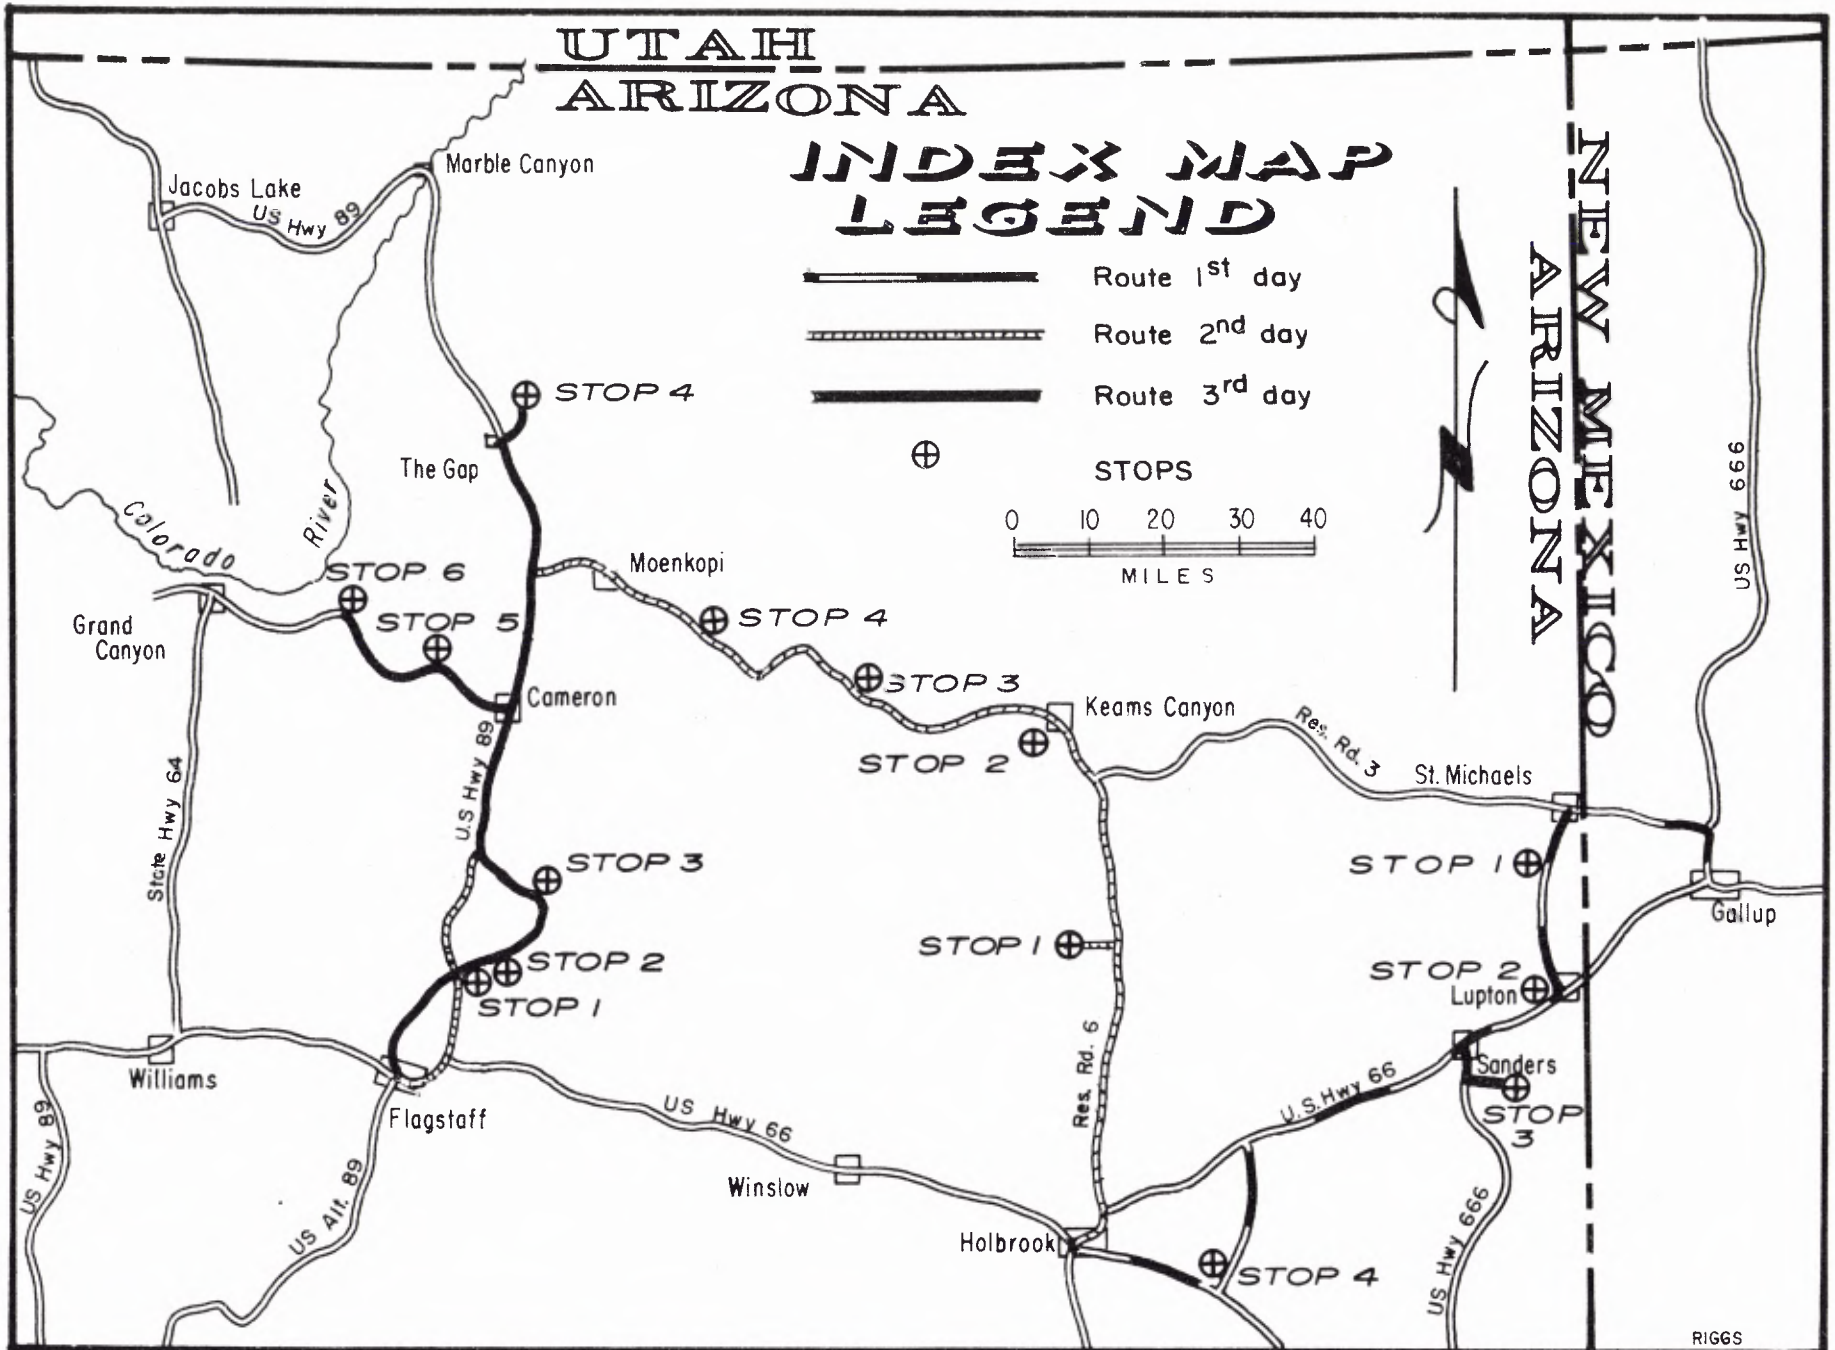 UTAH
ARIZONA
INDEX MAP
LEGEND
Route 1st day
Route 2nd day
Route 3rd day
STOPS
0 10 20 30 40
MILES
NEW MEXICO
ARIZONA
Marble Canyon
Jacobs Lake
US Hwy 89
STOP 4
The Gap
Colorado
River
STOP 6
STOP 5
Grand
Canyon
Moenkopi
STOP 4
STOP 3
Cameron
Keams Canyon
STOP 2
Res. Rd. 3
St. Michaels
US Hwy 666
State Hwy 64
U.S Hwy 89
STOP 3
STOP 1
Gallup
STOP 2
STOP 1
STOP 1
STOP 2
Lupton
Sanders
STOP
3
Res. Rd. 6
U.S. Hwy 66
Williams
Flagstaff
US Hwy 66
Winslow
US Hwy 89
US Alt. 89
Holbrook
STOP 4
US Hwy 666
RIGGS